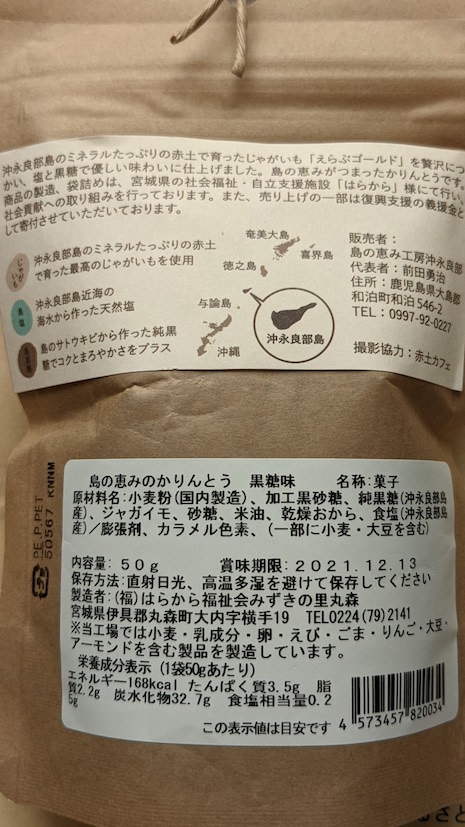 沖永良部島のミネラルたっぷりの赤土で育ったじゃがいも「えらぶゴールド」を贅沢につ
かい、塩と黒糖で優しい味わいに仕上げました。島の恵みがつまったかりんとうです。
商品の製造、袋詰めは、宮城県の社会福祉・自立支援施設「はらから」様にて行い、
社会貢献への取り組みを行っております。また、売り上げの一部は復興支援の義援金と
して寄付させていただいております。
じゃがいも
沖永良部島のミネラルたっぷりの赤土
で育った最高のじゃがいもを使用
島塩
沖永良部島近海の
海水から作った天然塩
島のサトウキビから作った純黒
糖でコクとまろやかさをプラス
奄美大島
喜界島
徳之島
与論島
沖縄
沖永良部島
販売者：
島の恵み工房沖永良部
代表者：前田勇治
住所：鹿児島県大島郡
和泊町和泊 546-2
TEL：0997-92-0227
撮影協力：赤土カフェ
PE,P,PET
50567 KNNM
島の恵みのかりんとう 黒糖味 名称:菓子
原材料名:小麦粉(国内製造)、加工黒砂糖、純黒糖(沖永良部島
産)、ジャガイモ、砂糖、米油、乾燥おから、食塩(沖永良部島
産)／膨張剤、カラメル色素、(一部に小麦・大豆を含む)
内容量:50g 賞味期限:2021.12.13
保存方法:直射日光、高温多湿を避けて保存してください
製造者:(福)はらから福祉会みずきの里丸森
宮城県伊具郡丸森町大内字横手19 TEL0224(79)2141
※当工場では小麦・乳成分・卵・えび・ごま・りんご・大豆・
アーモンドを含む製品を製造しています。
栄養成分表示 (1袋50gあたり)
エネルギー168kcal たんぱく質3.5g 脂
質2.2g 炭水化物32.7g 食塩相当量0.2
5g
この表示値は目安です
4 573457 820034